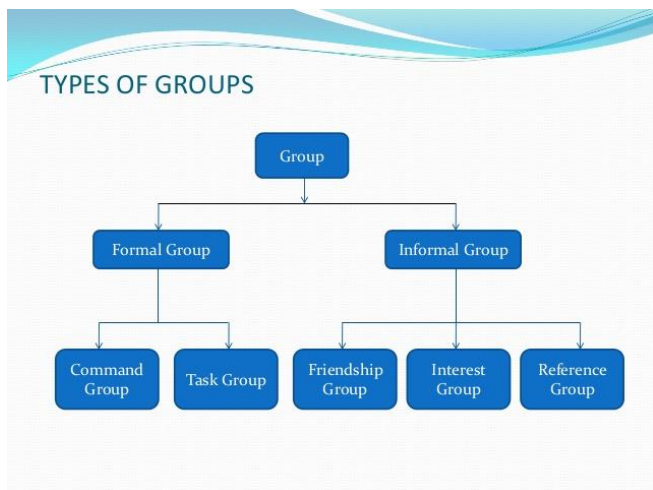 TYPES OF GROUPS
Group
Formal Group
Informal Group
Command
Group
Task Group
Friendship
Group
Interest
Group
Reference
Group